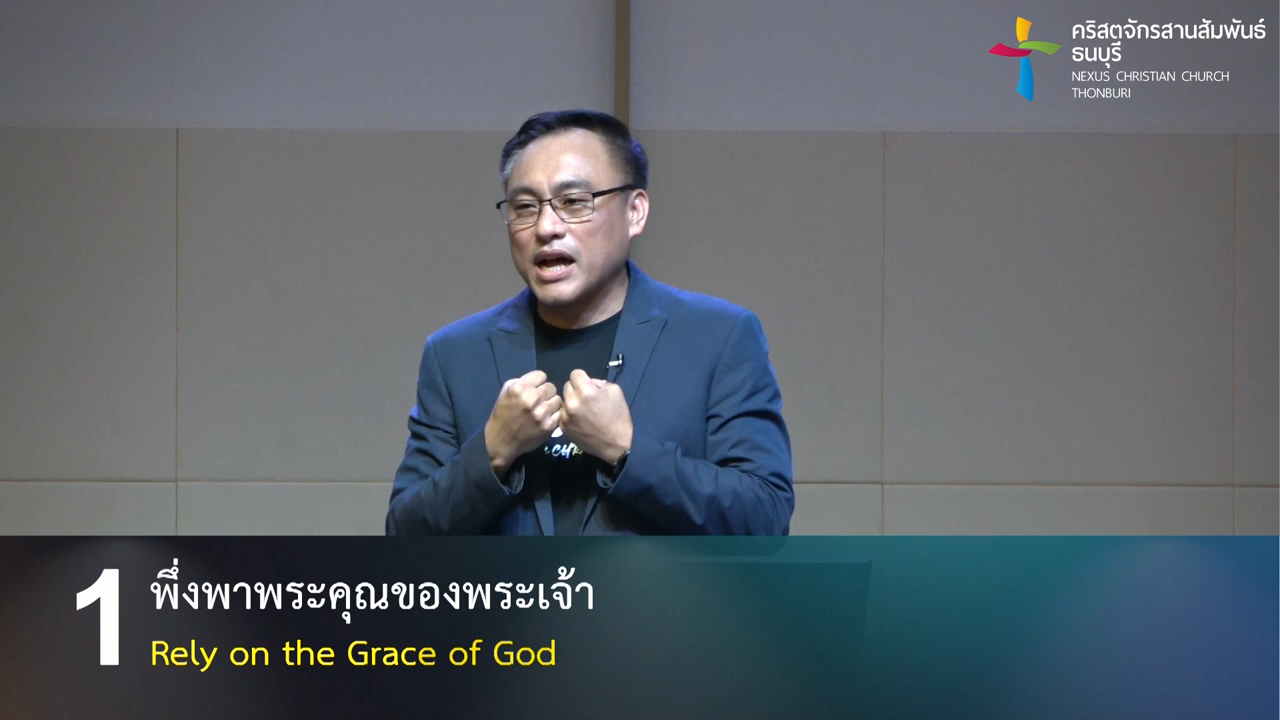 คริสตจักรสานสัมพันธ์
ธนบุรี
NEXUS CHRISTIAN CHURCH
THONBURI
1
พึ่งพาพระคุณของพระเจ้า
Rely on the Grace of God